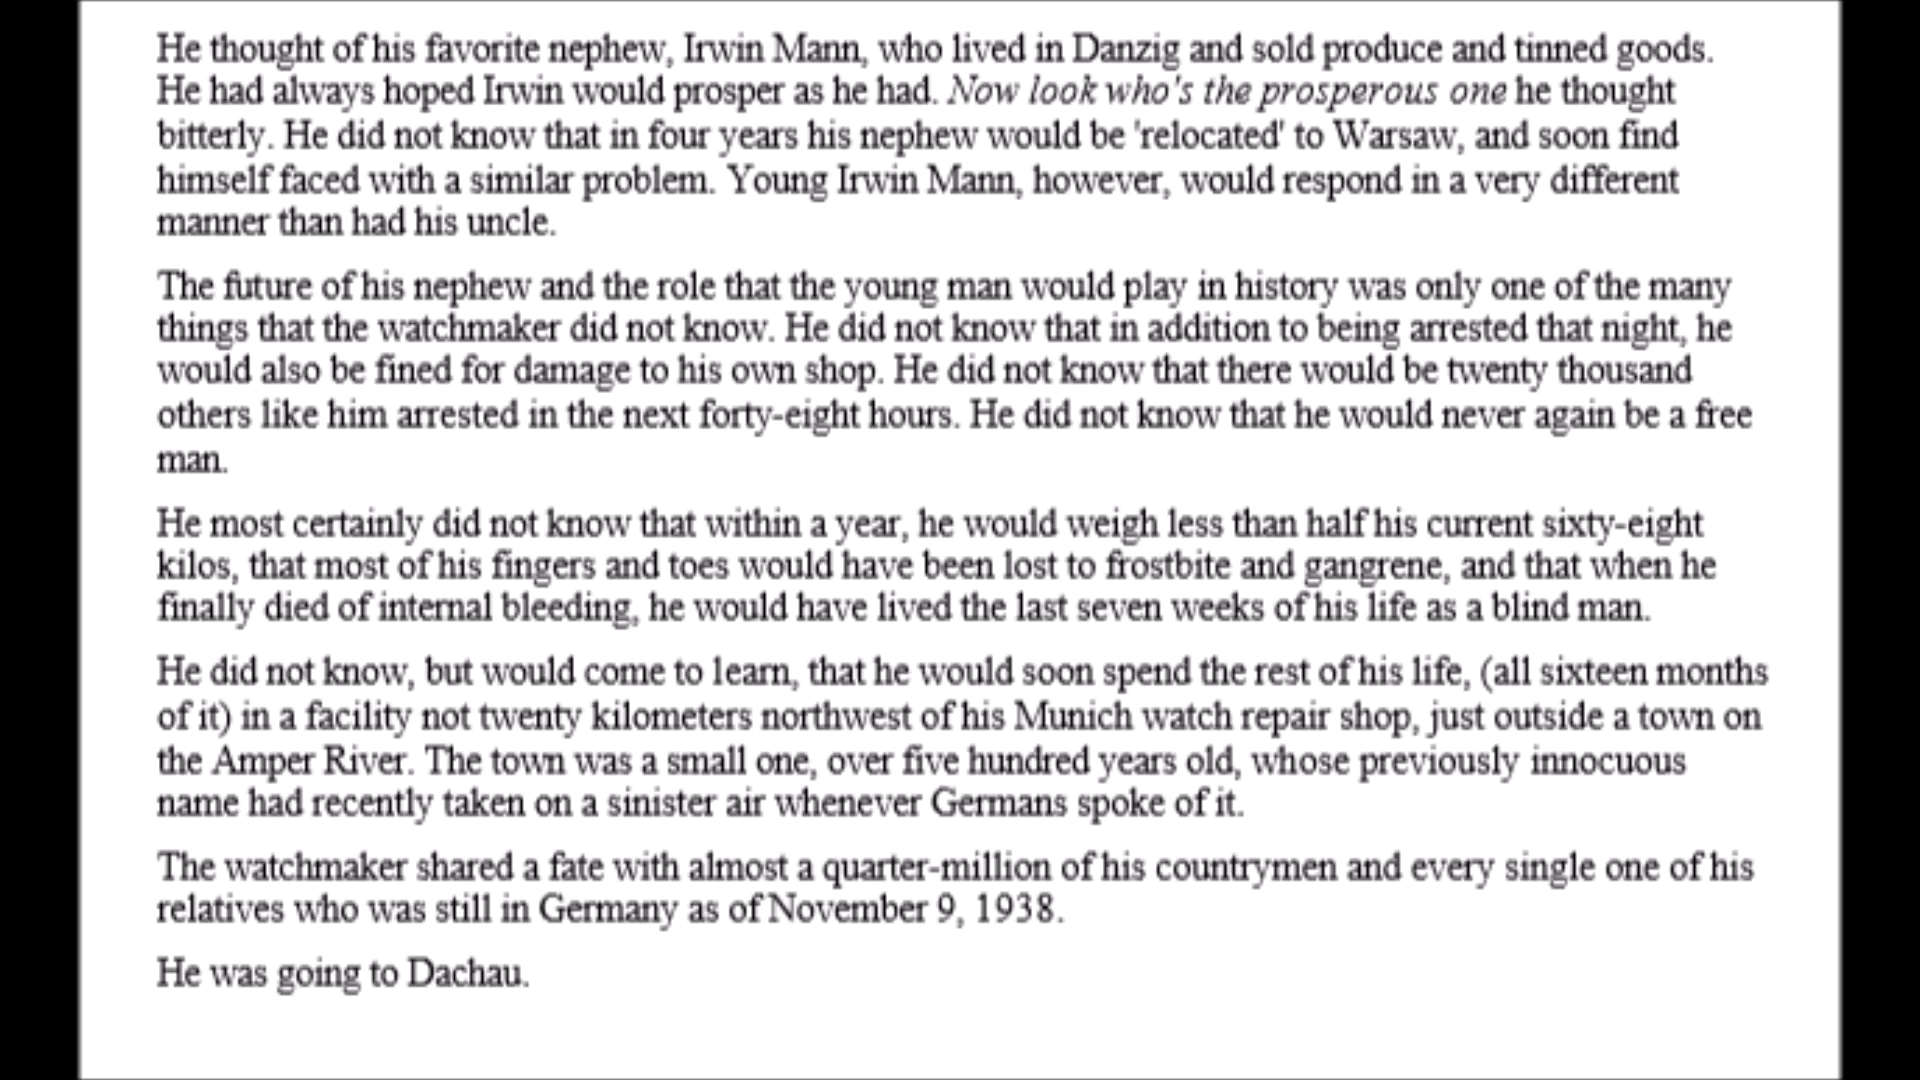 He thought of his favorite nephew, Irwin Mann, who lived in Danzig and sold produce and tinned goods.
He had always hoped Irwin would prosper as he had. Now look who's the prosperous one he thought
bitterly. He did not know that in four years his nephew would be 'relocated' to Warsaw, and soon find
himself faced with a similar problem. Young Irwin Mann, however, would respond in a very different
manner than had his uncle.
The future of his nephew and the role that the young man would play in history was only one of the many
things that the watchmaker did not know. He did not know that in addition to being arrested that night, he
would also be fined for damage to his own shop. He did not know that there would be twenty thousand
others like him arrested in the next forty-eight hours. He did not know that he would never again be a free
man.
He most certainly did not know that within a year, he would weigh less than half his current sixty-eight
kilos, that most of his fingers and toes would have been lost to frostbite and gangrene, and that when he
finally died of internal bleeding, he would have lived the last seven weeks of his life as a blind man.
He did not know, but would come to learn, that he would soon spend the rest of his life, (all sixteen months
of it) in a facility not twenty kilometers northwest of his Munich watch repair shop, just outside a town on
the Amper River. The town was a small one, over five hundred years old, whose previously innocuous
name had recently taken on a sinister air whenever Germans spoke of it.
The watchmaker shared a fate with almost a quarter-million of his countrymen and every single one of his
relatives who was still in Germany as of November 9, 1938.
He was going to Dachau.